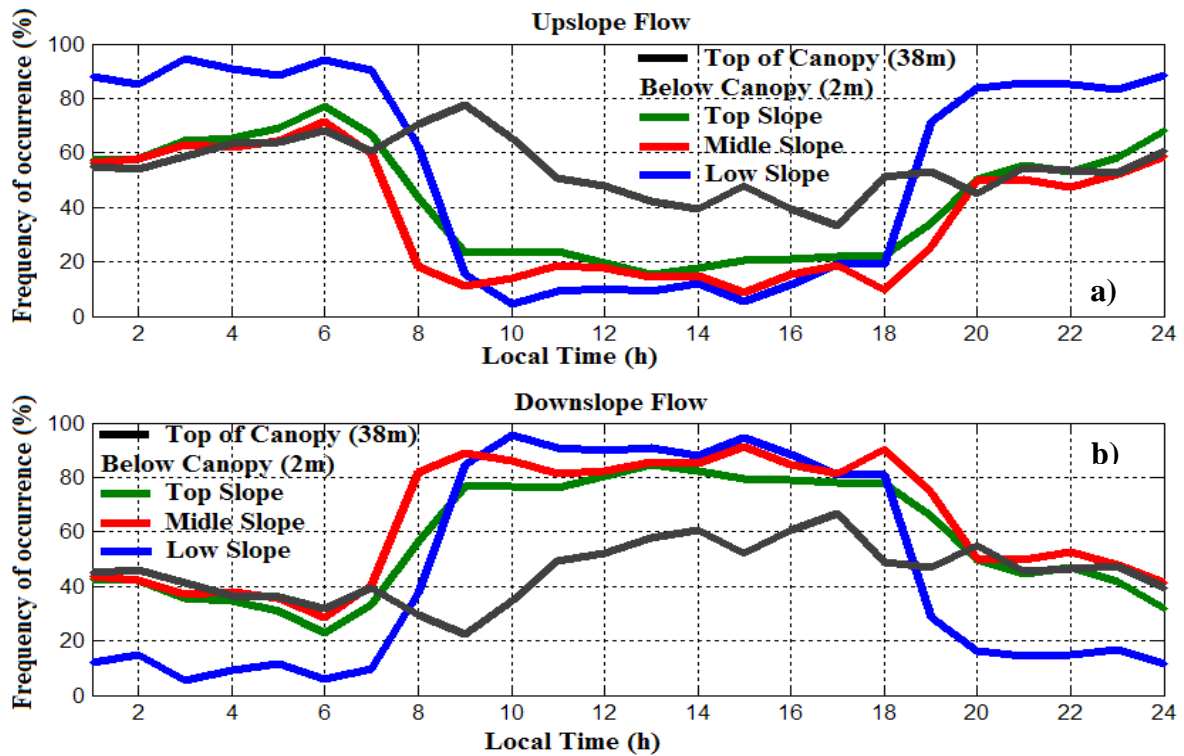 Upslope Flow
Frequency of occurrence (%)
100
80
60
40
20
0
Top of Canopy (38m)
Below Canopy (2m)
Top Slope
Midle Slope
Low Slope
a)
2 4 6 8 10 12 14 16 18 20 22 24
Local Time (h)
Downslope Flow
Frequency of occurrence (%)
100
80
60
40
20
0
Top of Canopy (38m)
Below Canopy (2m)
Top Slope
Midle Slope
Low Slope
b)
2 4 6 8 10 12 14 16 18 20 22 24
Local Time (h)